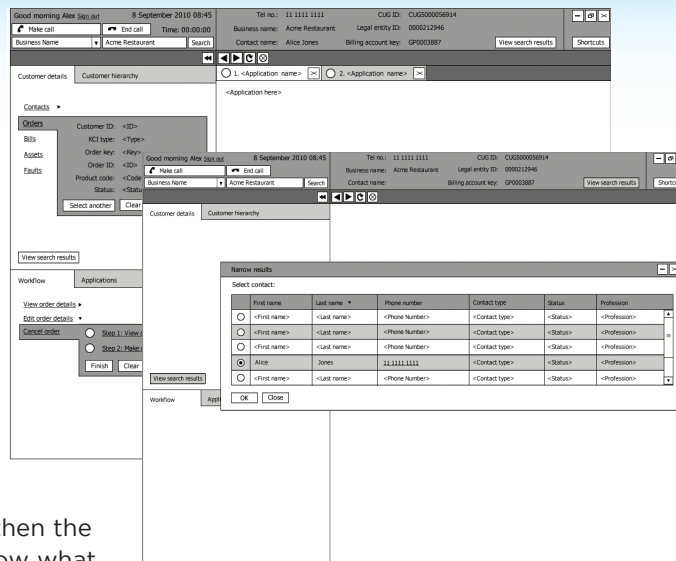 Good morning Alex Sign out 8 September 2010 08:45
Make call End call Time: 00:00:00
Business Name Acme Restaurant Search
Tel no.: 11 1111 1111 CUG ID: CUG5000056914
Business name: Acme Restaurant Legal entity ID: 0000212946
Contact name: Alice Jones Billing account key: GP0003887 View search results Shortcuts
Customer details Customer hierarchy
1. <Application name> 2. <Application name>
<Application here>
Contacts
Orders
Bills
Assets
Faults
Customer ID: <ID>
KCI type: <Type>
Order key: <Key>
Order ID: <ID>
Product code: <Code
Status: <Statu
Select another Clear
View search results
Workflow Applications
View order details
Edit order details
Cancel order
Step 1: View
Step 2: Make
Finish Clear
Good morning Alex Sign out 8 September 2010 08:45
Make call End call
Business Name Acme Restaurant Search
Tel no.: 11 1111 1111 CUG ID: CUG5000056914
Business name: Acme Restaurant Legal entity ID: 0000212946
Contact name: Billing account key: GP0003887 View search results Shortc
Customer details Customer hierarchy
View search results
Workflow Appli
Narrow results
Select contact:
First name Last name Phone number Contact type Status Profession
<First name> <Last name> <Phone Number> <Contact type> <Status> <Profession>
<First name> <Last name> <Phone Number> <Contact type> <Status> <Profession>
<First name> <Last name> <Phone Number> <Contact type> <Status> <Profession>
Alice Jones 11 1111 1111 <Contact type> <Status> <Profession>
<First name> <Last name> <Phone Number> <Contact type> <Status> <Profession>
OK Close
then the
ow what